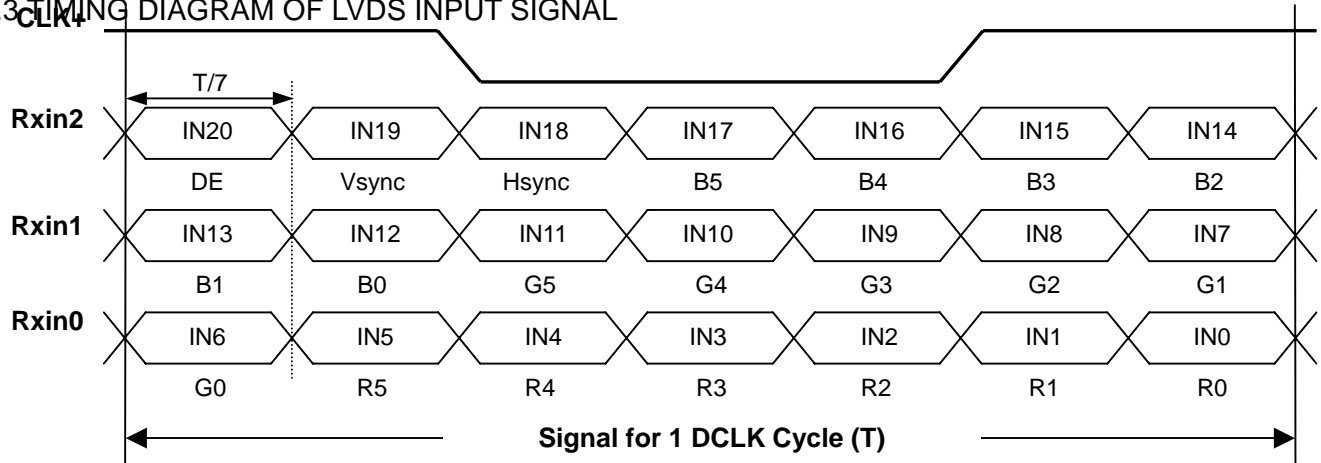 .3 TIMING DIAGRAM OF LVDS INPUT SIGNAL
CLK+
T/7
Rxin2
IN20 IN19 IN18 IN17 IN16 IN15 IN14
DE Vsync Hsync B5 B4 B3 B2
Rxin1
IN13 IN12 IN11 IN10 IN9 IN8 IN7
B1 B0 G5 G4 G3 G2 G1
Rxin0
IN6 IN5 IN4 IN3 IN2 IN1 IN0
G0 R5 R4 R3 R2 R1 R0
Signal for 1 DCLK Cycle (T)